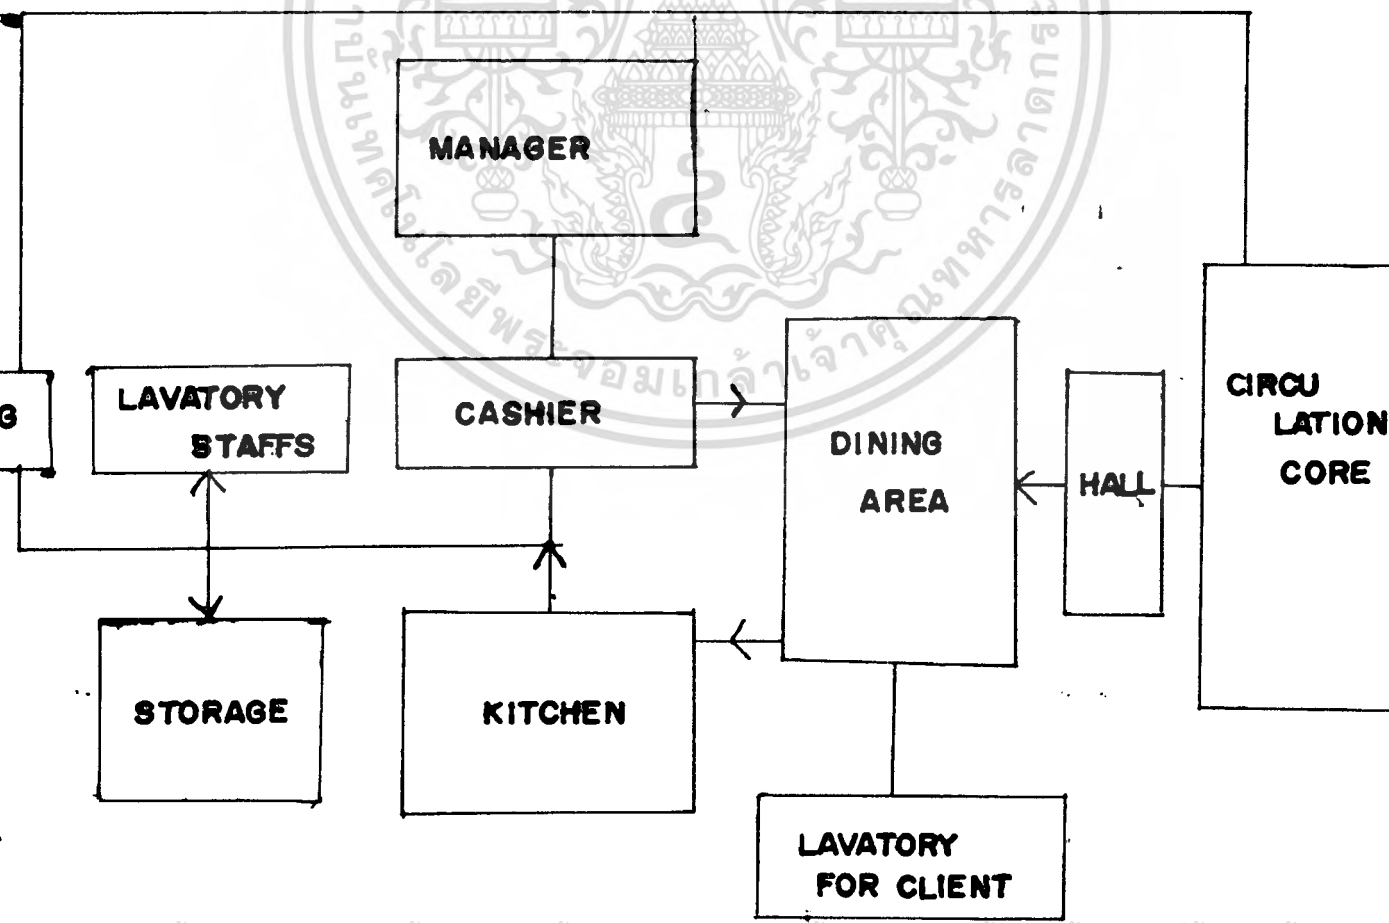 MANAGER
G
LAVATORY
STAFFS
CASHIER
DINING
AREA
HALL
CIRCU
LATION
CORE
STORAGE
KITCHEN
LAVATORY
FOR CLIENT